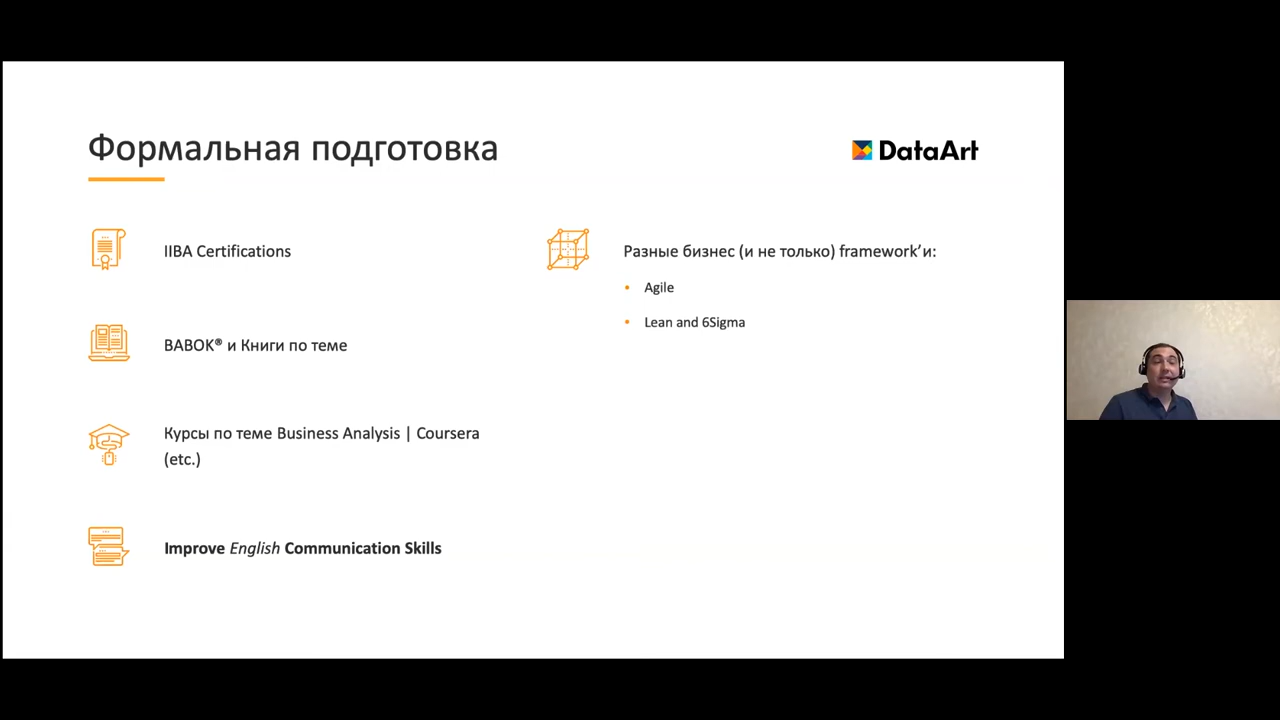 Формальная подготовка
DataArt
IIBA Certifications
BABOK® и Книги по теме
Курсы по теме Business Analysis | Coursera
(etc.)
Improve English Communication Skills
Разные бизнес (и не только) framework’и:
Agile
Lean and 6Sigma